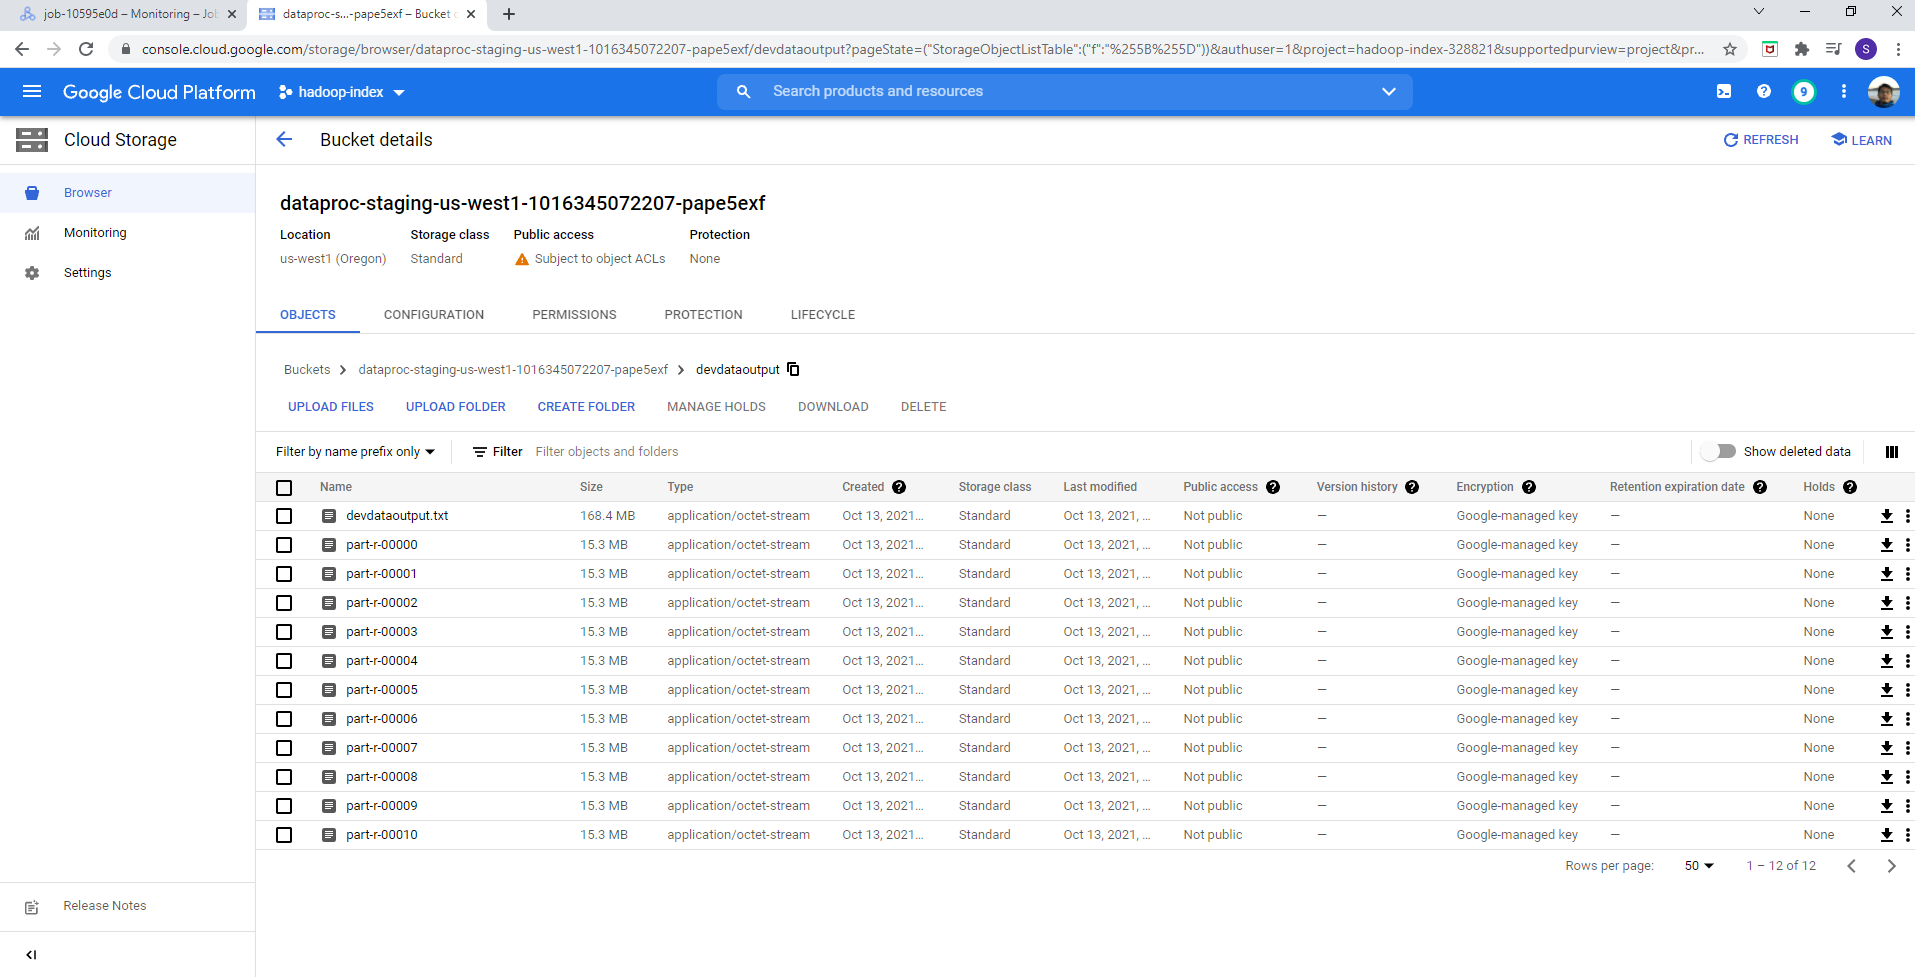 job-10595e0d – Monitoring – Job
dataproc-s...-pape5exf – Bucket
console.cloud.google.com/storage/browser/dataproc-staging-us-west1-1016345072207-pape5exf/devdataoutput?pageState=("StorageObjectListTable":("f":"%255B%255D"))&authuser=1&project=hadoop-index-328821&supportedpurview=project&pr...
S
Google Cloud Platform
hadoop-index
Search products and resources
9
Cloud Storage
Bucket details
REFRESH
LEARN
Browser
Monitoring
Settings
dataproc-staging-us-west1-1016345072207-pape5exf
Location Storage class Public access Protection
us-west1 (Oregon) Standard Subject to object ACLs None
OBJECTS CONFIGURATION PERMISSIONS PROTECTION LIFECYCLE
Buckets > dataproc-staging-us-west1-1016345072207-pape5exf > devdataoutput
UPLOAD FILES UPLOAD FOLDER CREATE FOLDER MANAGE HOLDS DOWNLOAD DELETE
Filter by name prefix only Filter Filter objects and folders Show deleted data
Name Size Type Created Storage class Last modified Public access Version history Encryption Retention expiration date Holds
devdataoutput.txt 168.4 MB application/octet-stream Oct 13, 2021... Standard Oct 13, 2021, ... Not public — Google-managed key — None
part-r-00000 15.3 MB application/octet-stream Oct 13, 2021... Standard Oct 13, 2021, ... Not public — Google-managed key — None
part-r-00001 15.3 MB application/octet-stream Oct 13, 2021... Standard Oct 13, 2021, ... Not public — Google-managed key — None
part-r-00002 15.3 MB application/octet-stream Oct 13, 2021... Standard Oct 13, 2021, ... Not public — Google-managed key — None
part-r-00003 15.3 MB application/octet-stream Oct 13, 2021... Standard Oct 13, 2021, ... Not public — Google-managed key — None
part-r-00004 15.3 MB application/octet-stream Oct 13, 2021... Standard Oct 13, 2021, ... Not public — Google-managed key — None
part-r-00005 15.3 MB application/octet-stream Oct 13, 2021... Standard Oct 13, 2021, ... Not public — Google-managed key — None
part-r-00006 15.3 MB application/octet-stream Oct 13, 2021... Standard Oct 13, 2021, ... Not public — Google-managed key — None
part-r-00007 15.3 MB application/octet-stream Oct 13, 2021... Standard Oct 13, 2021, ... Not public — Google-managed key — None
part-r-00008 15.3 MB application/octet-stream Oct 13, 2021... Standard Oct 13, 2021, ... Not public — Google-managed key — None
part-r-00009 15.3 MB application/octet-stream Oct 13, 2021... Standard Oct 13, 2021, ... Not public — Google-managed key — None
part-r-00010 15.3 MB application/octet-stream Oct 13, 2021... Standard Oct 13, 2021, ... Not public — Google-managed key — None
Rows per page: 50 1 – 12 of 12
Release Notes